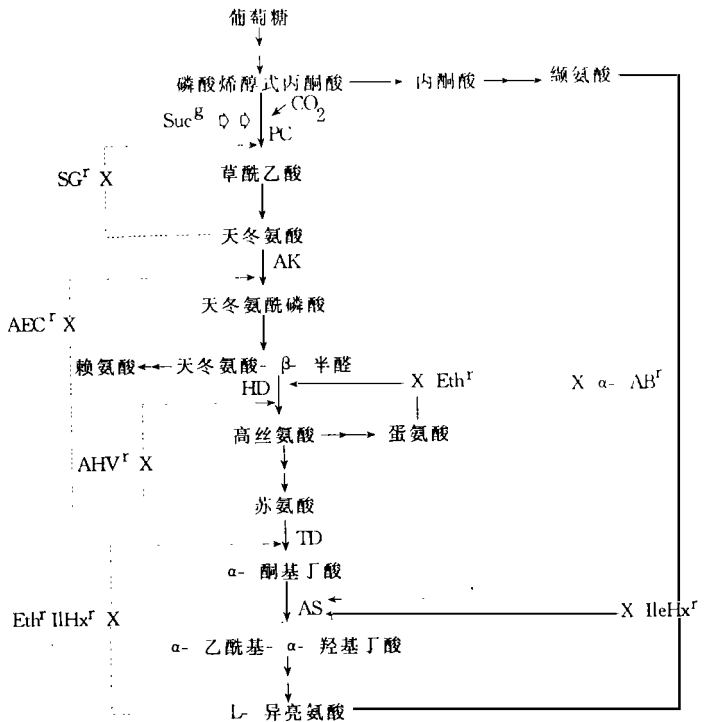 葡萄糖
磷酸烯醇式丙酮酸 丙酮酸 缬氨酸
Suc^g CO2
PC
SG^r X
草酰乙酸
天冬氨酸
AK
天冬氨酰磷酸
AEC^r X
赖氨酸 天冬氨酸- β- 半醛
HD X Eth^r X α- AB^r
高丝氨酸 蛋氨酸
AHV^r X
苏氨酸
TD
α- 酮基丁酸
Eth^r IlHx^r X AS X IleHx^r
α- 乙酰基- α- 羟基丁酸
L- 异亮氨酸